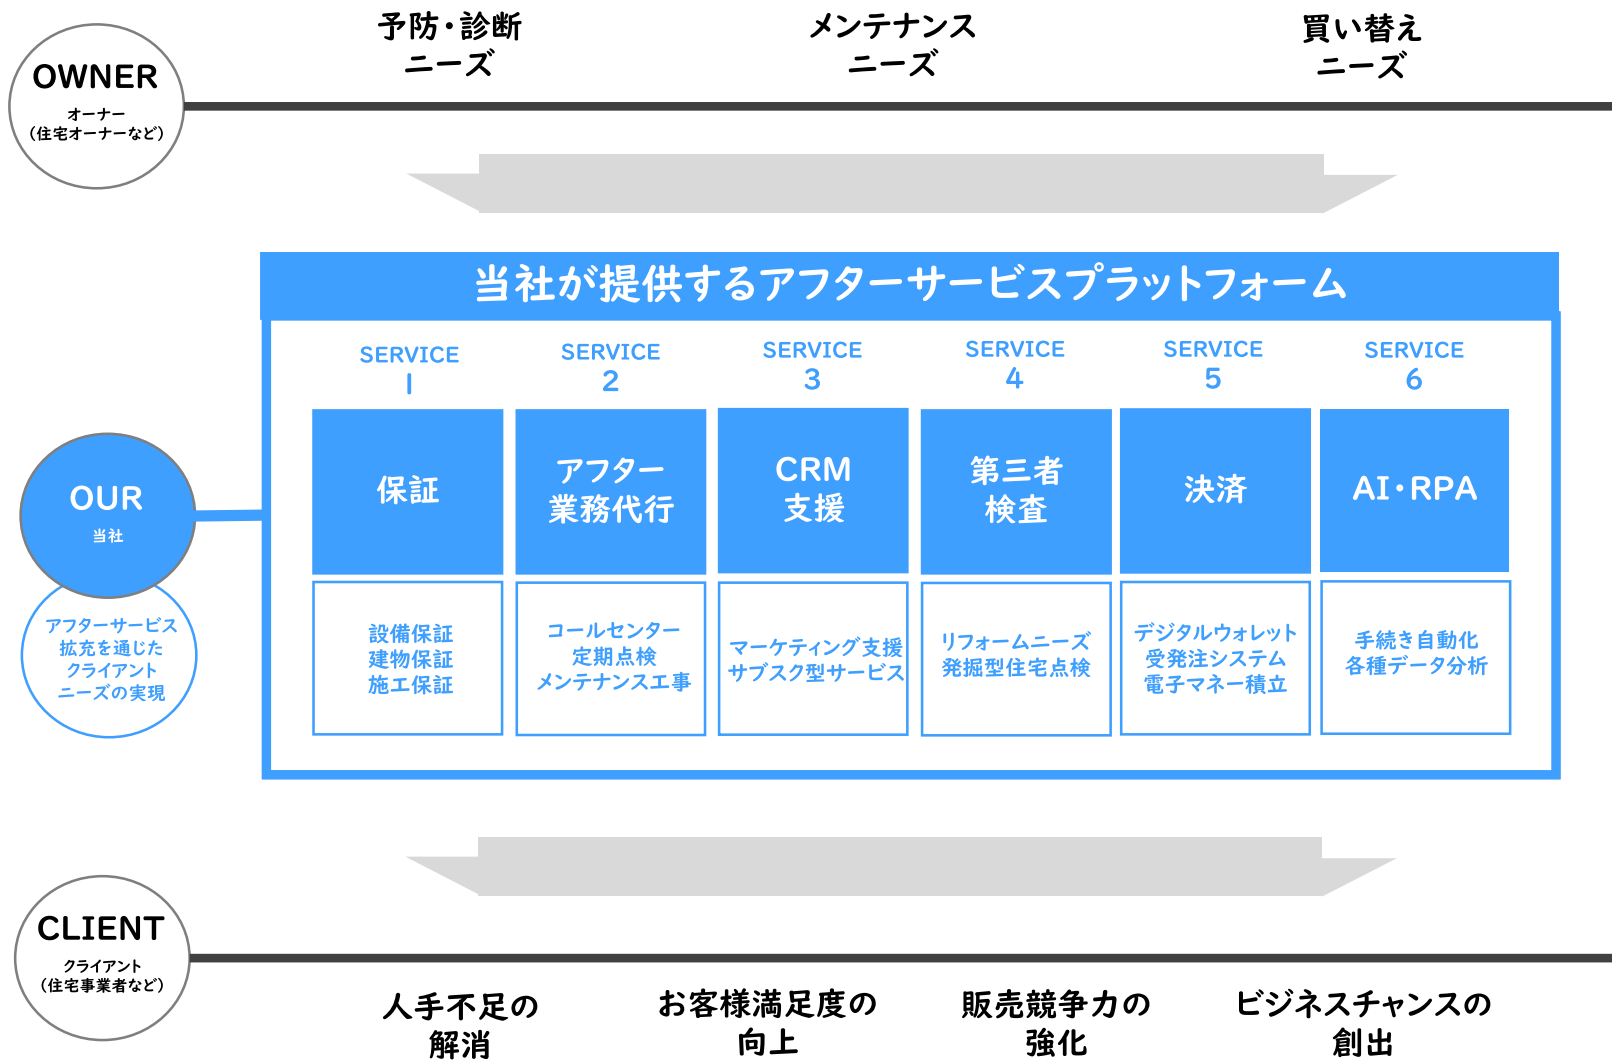 予防・診断
ニーズ
メンテナンス
ニーズ
買い替え
ニーズ
OWNER
オーナー
(住宅オーナーなど)
当社が提供するアフターサービスプラットフォーム
SERVICE
1
SERVICE
2
SERVICE
3
SERVICE
4
SERVICE
5
SERVICE
6
保証
アフター
業務代行
CRM
支援
第三者
検査
決済
AI・RPA
OUR
当社
アフターサービス
拡充を通じた
クライアント
ニーズの実現
設備保証
建物保証
施工保証
コールセンター
定期点検
メンテナンス工事
マーケティング支援
サブスク型サービス
リフォームニーズ
発掘型住宅点検
デジタルウォレット
受発注システム
電子マネー積立
手続き自動化
各種データ分析
CLIENT
クライアント
(住宅事業者など)
人手不足の
解消
お客様満足度の
向上
販売競争力の
強化
ビジネスチャンスの
創出